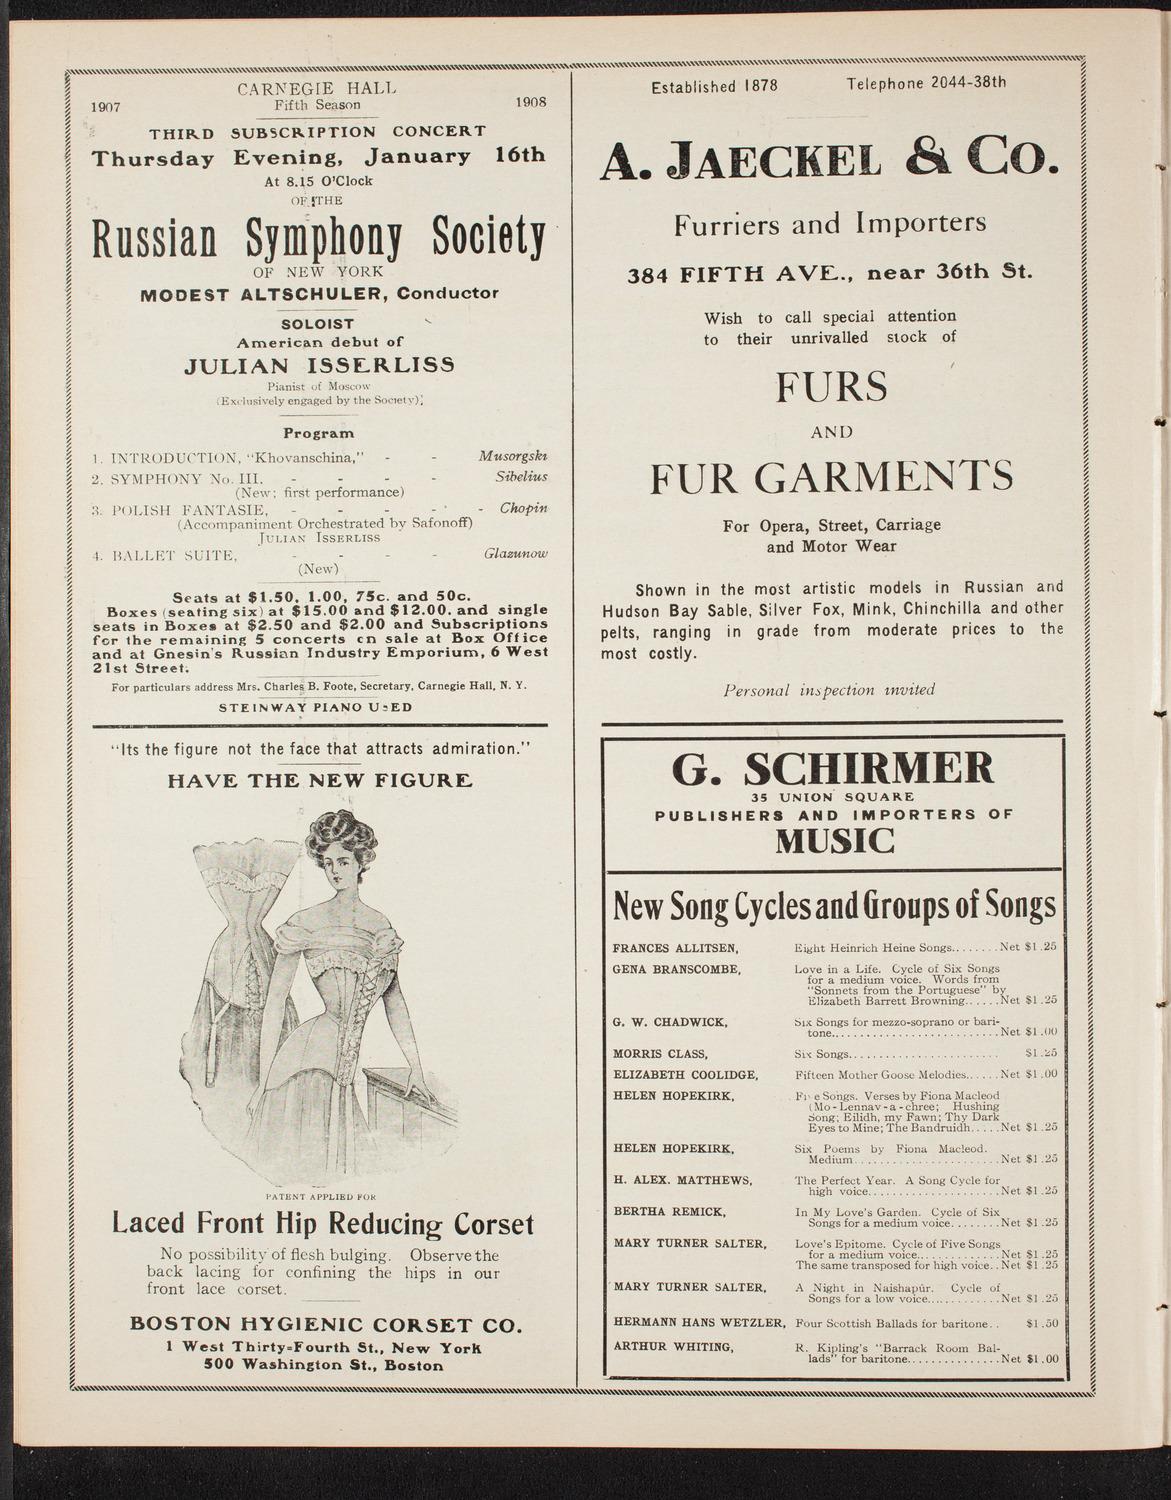 CARNEGIE HALL
1907 Fifth Season 1908
THIRD SUBSCRIPTION CONCERT
Thursday Evening, January 16th
At 8.15 O'Clock
OF THE
Russian Symphony Society
OF NEW YORK
MODEST ALTSCHULER, Conductor
SOLOIST
American debut of
JULIAN ISSERLISS
Pianist of Moscow
(Exclusively engaged by the Society)
Program
1. INTRODUCTION, "Khovanschina," - - Musorgski
2. SYMPHONY No. III. - - - - Sibelius
(New; first performance)
3. POLISH FANTASIE, - - - - - Chopin
(Accompaniment Orchestrated by Safonoff)
JULIAN ISSERLISS
4. BALLET SUITE, - - - - Glazunow
(New)
Seats at $1.50, 1.00, 75c. and 50c.
Boxes (seating six) at $15.00 and $12.00. and single
seats in Boxes at $2.50 and $2.00 and Subscriptions
for the remaining 5 concerts on sale at Box Office
and at Gnesin's Russian Industry Emporium, 6 West
21st Street.
For particulars address Mrs. Charles B. Foote, Secretary, Carnegie Hall, N. Y.
STEINWAY PIANO USED
"Its the figure not the face that attracts admiration."
HAVE THE NEW FIGURE
PATENT APPLIED FOR
Laced Front Hip Reducing Corset
No possibility of flesh bulging. Observe the
back lacing for confining the hips in our
front lace corset.
BOSTON HYGIENIC CORSET CO.
1 West Thirty=Fourth St., New York
500 Washington St., Boston
Established 1878 Telephone 2044-38th
A. JAECKEL & CO.
Furriers and Importers
384 FIFTH AVE., near 36th St.
Wish to call special attention
to their unrivalled stock of
FURS
AND
FUR GARMENTS
For Opera, Street, Carriage
and Motor Wear
Shown in the most artistic models in Russian and
Hudson Bay Sable, Silver Fox, Mink, Chinchilla and other
pelts, ranging in grade from moderate prices to the
most costly.
Personal inspection invited
G. SCHIRMER
35 UNION SQUARE
PUBLISHERS AND IMPORTERS OF
MUSIC
New Song Cycles and Groups of Songs
FRANCES ALLITSEN, Eight Heinrich Heine Songs........Net $1.25
GENA BRANSCOMBE, Love in a Life. Cycle of Six Songs
for a medium voice. Words from
"Sonnets from the Portuguese" by
Elizabeth Barrett Browning......Net $1.25
G. W. CHADWICK, Six Songs for mezzo-soprano or bari-
tone...........................Net $1.00
MORRIS CLASS, Six Songs........................ $1.25
ELIZABETH COOLIDGE, Fifteen Mother Goose Melodies......Net $1.00
HELEN HOPEKIRK, Five Songs. Verses by Fiona Macleod
(Mo-Lennav-a-chree; Hushing
Song; Eilidh, my Fawn; Thy Dark
Eyes to Mine; The Bandruidh.....Net $1.25
HELEN HOPEKIRK, Six Poems by Fiona Macleod.
Medium........................Net $1.25
H. ALEX. MATTHEWS, The Perfect Year. A Song Cycle for
high voice......................Net $1.25
BERTHA REMICK, In My Love's Garden. Cycle of Six
Songs for a medium voice........Net $1.25
MARY TURNER SALTER, Love's Epitome. Cycle of Five Songs
for a medium voice.............Net $1.25
The same transposed for high voice..Net $1.25
MARY TURNER SALTER, A Night in Naishapûr. Cycle of
Songs for a low voice............Net $1.25
HERMANN HANS WETZLER, Four Scottish Ballads for baritone.. $1.50
ARTHUR WHITING, R. Kipling's "Barrack Room Bal-
lads" for baritone...............Net $1.00